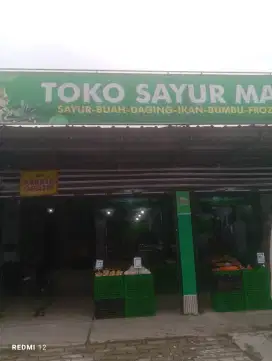 TOKO SAYUR MA
SAYUR-BUAH-DAGING-IKAN-BUMBU-FROZ
REDMI 12